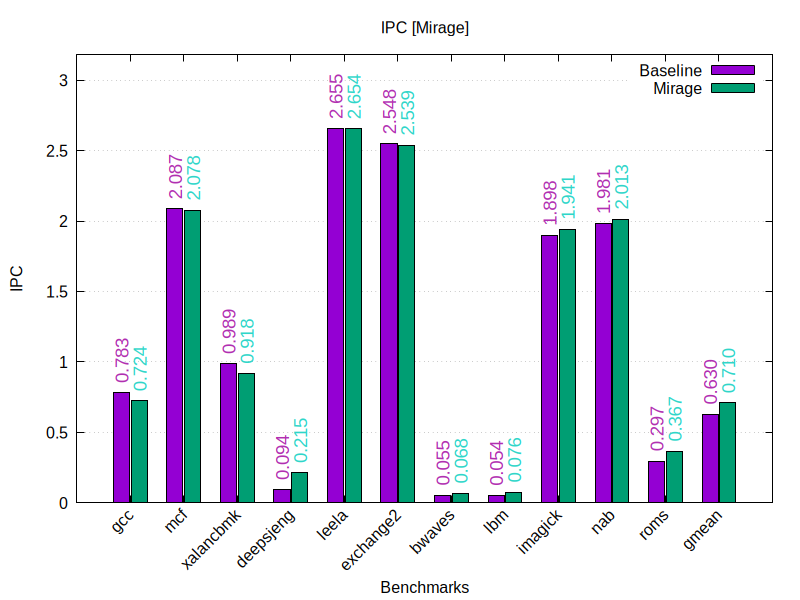 IPC [Mirage]
Baseline
Mirage
3
2.5
2
1.5
1
0.5
0
IPC
0.783
0.724
2.087
2.078
0.989
0.918
0.094
0.215
2.655
2.654
2.548
2.539
0.055
0.068
0.054
0.076
1.898
1.941
1.981
2.013
0.297
0.367
0.630
0.710
gcc
mcf
xalancbmk
deepsjeng
leela
exchange2
bwaves
lbm
imagick
nab
roms
gmean
Benchmarks